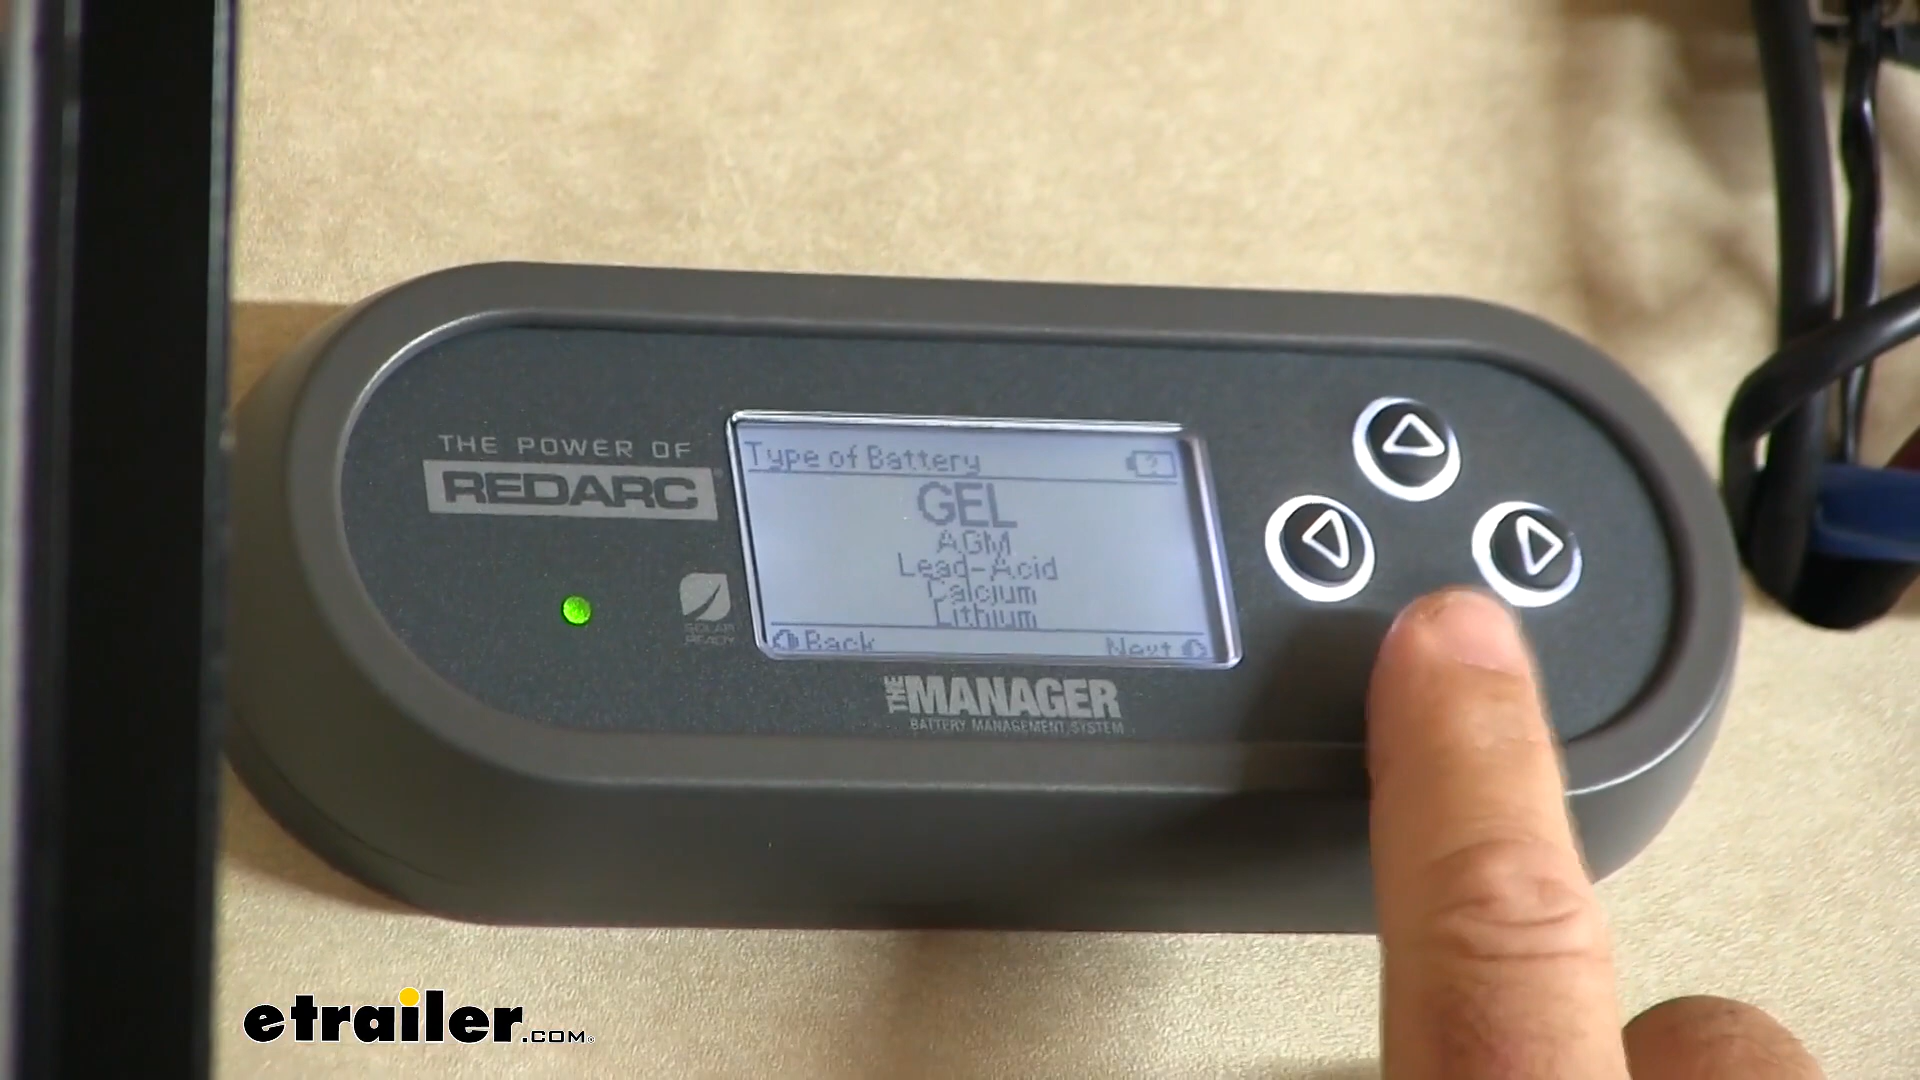 THE POWER OF
REDARC
SOLAR
READY
Type of Battery
GEL
AGM
Lead-Acid
Calcium
Lithium
Back Next
THE MANAGER
BATTERY MANAGEMENT SYSTEM
etrailer.com